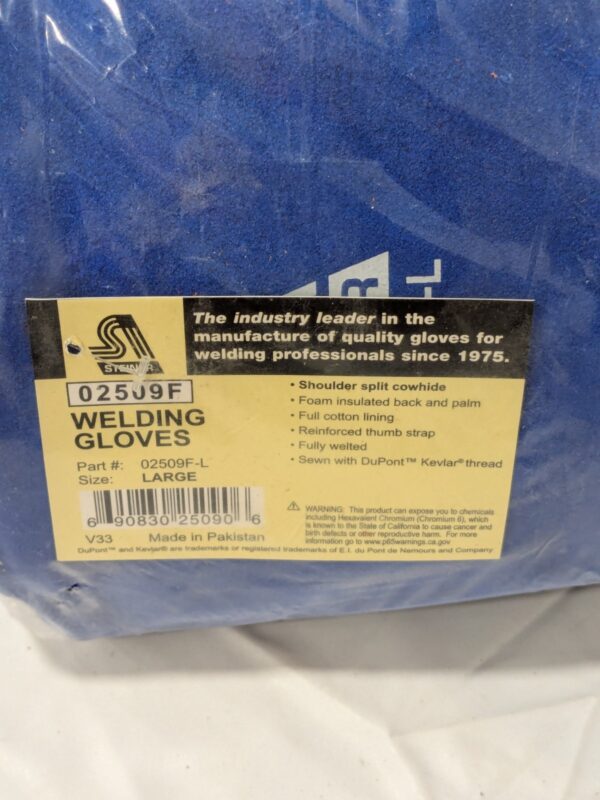 R
-L
The industry leader in the
manufacture of quality gloves for
welding professionals since 1975.
STEINER
02509F
WELDING
GLOVES
Part #: 02509F-L
Size: LARGE
• Shoulder split cowhide
• Foam insulated back and palm
• Full cotton lining
• Reinforced thumb strap
• Fully welted
• Sewn with DuPont™ Kevlar® thread
6 90830 25090 6
V33 Made in Pakistan
⚠ WARNING: This product can expose you to chemicals
including Hexavalent Chromium (Chromium 6), which
is known to the State of California to cause cancer and
birth defects or other reproductive harm. For more
information go to www.p65warnings.ca.gov
DuPont™ and Kevlar® are trademarks or registered trademarks of E.I. du Pont de Namours and Company